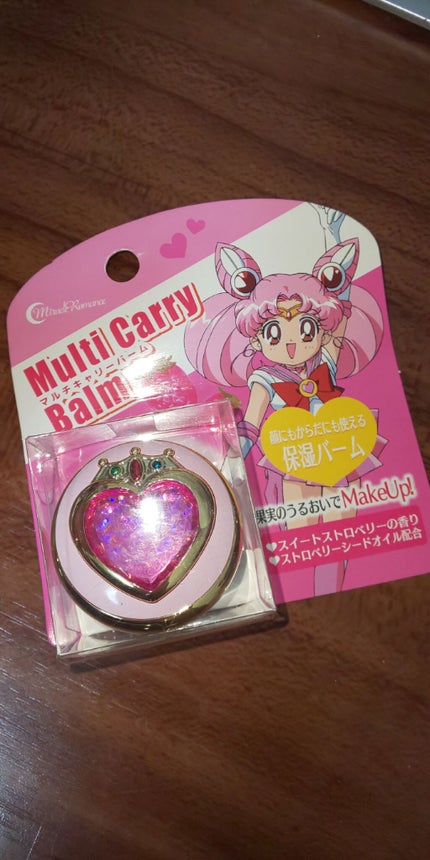 Miracle Romance
Multi Carry
マルチキャリーバーム
Balm
顔にもからだにも使える
保湿バーム
果実のうるおいでMakeUp!
スイートストロベリーの香り
ストロベリーシードオイル配合